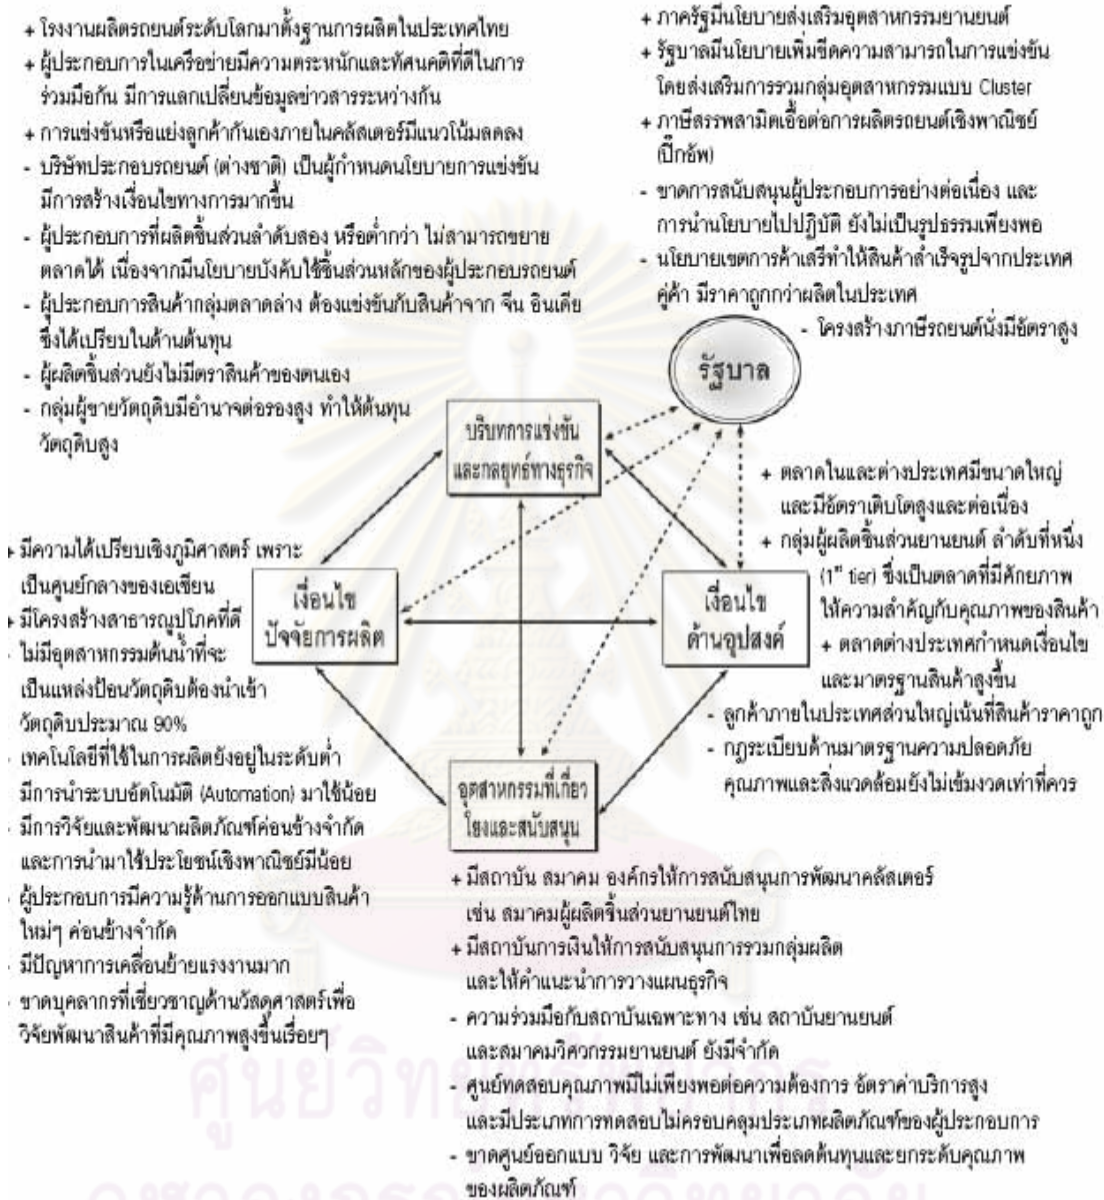 + โรงงานผลิตรถยนต์ระดับโลกมาตั้งฐานการผลิตในประเทศไทย
+ ผู้ประกอบการในเครือข่ายมีความตระหนักและทัศนคติที่ดีในการ
ร่วมมือกัน มีการแลกเปลี่ยนข้อมูลข่าวสารระหว่างกัน
+ การแข่งขันหรือแย่งลูกค้ากันเองภายในคลัสเตอร์มีแนวโน้มลดลง
- บริษัทประกอบรถยนต์ (ต่างชาติ) เป็นผู้กำหนดนโยบายการแข่งขัน
มีการสร้างเงื่อนไขทางการมากขึ้น
- ผู้ประกอบการที่ผลิตชิ้นส่วนลำดับสอง หรือต่ำกว่า ไม่สามารถขยาย
ตลาดได้ เนื่องจากมีนโยบายบังคับใช้ชิ้นส่วนหลักของผู้ประกอบรถยนต์
- ผู้ประกอบการสินค้ากลุ่มตลาดล่าง ต้องแข่งขันกับสินค้าจาก จีน อินเดีย
ซึ่งได้เปรียบในด้านต้นทุน
- ผู้ผลิตชิ้นส่วนยังไม่มีตราสินค้าของตนเอง
- กลุ่มผู้ขายวัตถุดิบมีอำนาจต่อรองสูง ทำให้ต้นทุน
วัตถุดิบสูง
+ ภาครัฐมีนโยบายส่งเสริมอุตสาหกรรมยานยนต์
+ รัฐบาลมีนโยบายเพิ่มขีดความสามารถในการแข่งขัน
โดยส่งเสริมการรวมกลุ่มอุตสาหกรรมแบบ Cluster
+ ภาษีสรรพสามิตเอื้อต่อการผลิตรถยนต์เชิงพาณิชย์
(ปิ๊กอัพ)
- ขาดการสนับสนุนผู้ประกอบการอย่างต่อเนื่อง และ
การนำนโยบายไปปฏิบัติ ยังไม่เป็นรูปธรรมเพียงพอ
- นโยบายเขตการค้าเสรีทำให้สินค้าสำเร็จรูปจากประเทศ
คู่ค้า มีราคาถูกกว่าผลิตในประเทศ
- โครงสร้างภาษีรถยนต์นั่งมีอัตราสูง
รัฐบาล
บริบทการแข่งขัน
และกลยุทธ์ทางธุรกิจ
+ ตลาดในและต่างประเทศมีขนาดใหญ่
และมีอัตราเติบโตสูงและต่อเนื่อง
+ กลุ่มผู้ผลิตชิ้นส่วนยานยนต์ ลำดับที่หนึ่ง
(1st tier) ซึ่งเป็นตลาดที่มีศักยภาพ
ให้ความสำคัญกับคุณภาพของสินค้า
+ ตลาดต่างประเทศกำหนดเงื่อนไข
และมาตรฐานสินค้าสูงขึ้น
- ลูกค้าภายในประเทศส่วนใหญ่เน้นที่สินค้าราคาถูก
- กฎระเบียบด้านมาตรฐานความปลอดภัย
คุณภาพและสิ่งแวดล้อมยังไม่เข้มงวดเท่าที่ควร
เงื่อนไข
ด้านอุปสงค์
เงื่อนไข
ปัจจัยการผลิต
+ มีความได้เปรียบเชิงภูมิศาสตร์ เพราะ
เป็นศูนย์กลางของเอเซียน
+ มีโครงสร้างสาธารณูปโภคที่ดี
- ไม่มีอุตสาหกรรมต้นน้ำที่จะ
เป็นแหล่งป้อนวัตถุดิบต้องนำเข้า
วัตถุดิบประมาณ 90%
- เทคโนโลยีที่ใช้ในการผลิตยังอยู่ในระดับต่ำ
มีการนำระบบอัตโนมัติ (Automation) มาใช้น้อย
- มีการวิจัยและพัฒนาผลิตภัณฑ์ค่อนข้างจำกัด
และการนำมาใช้ประโยชน์เชิงพาณิชย์มีน้อย
- ผู้ประกอบการมีความรู้ด้านการออกแบบสินค้า
ใหม่ๆ ค่อนข้างจำกัด
- มีปัญหาการเคลื่อนย้ายแรงงานมาก
- ขาดบุคลากรที่เชี่ยวชาญด้านวัสดุศาสตร์เพื่อ
วิจัยพัฒนาสินค้าที่มีคุณภาพสูงขึ้นเรื่อยๆ
อุตสาหกรรมที่เกี่ยว
โยงและสนับสนุน
+ มีสถาบัน สมาคม องค์กรให้การสนับสนุนการพัฒนาคลัสเตอร์
เช่น สมาคมผู้ผลิตชิ้นส่วนยานยนต์ไทย
+ มีสถาบันการเงินให้การสนับสนุนการรวมกลุ่มผลิต
และให้คำแนะนำการวางแผนธุรกิจ
- ความร่วมมือกับสถาบันเฉพาะทาง เช่น สถาบันยานยนต์
และสมาคมวิศวกรรมยานยนต์ ยังมีจำกัด
- ศูนย์ทดสอบคุณภาพมีไม่เพียงพอต่อความต้องการ อัตราค่าบริการสูง
และมีประเภทการทดสอบไม่ครอบคลุมประเภทผลิตภัณฑ์ของผู้ประกอบการ
- ขาดศูนย์ออกแบบ วิจัย และการพัฒนาเพื่อลดต้นทุนและยกระดับคุณภาพ
ของผลิตภัณฑ์
ศูนย์วิทยทรัพยากร
จุฬาลงกรณ์มหาวิทยาลัย